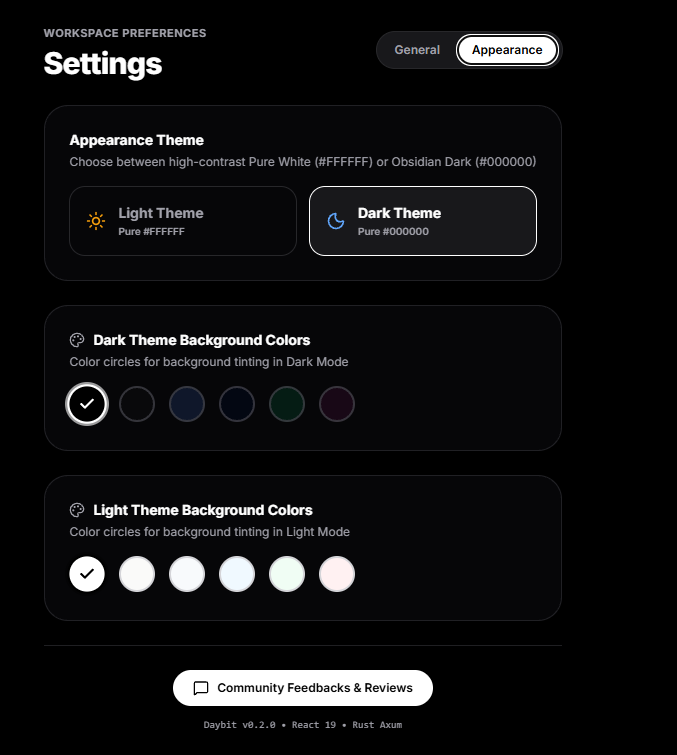 WORKSPACE PREFERENCES
Settings
General
Appearance
Appearance Theme
Choose between high-contrast Pure White (#FFFFFF) or Obsidian Dark (#000000)
Light Theme
Pure #FFFFFF
Dark Theme
Pure #000000
Dark Theme Background Colors
Color circles for background tinting in Dark Mode
Light Theme Background Colors
Color circles for background tinting in Light Mode
Community Feedbacks & Reviews
Daybit v0.2.0 • React 19 • Rust Axum